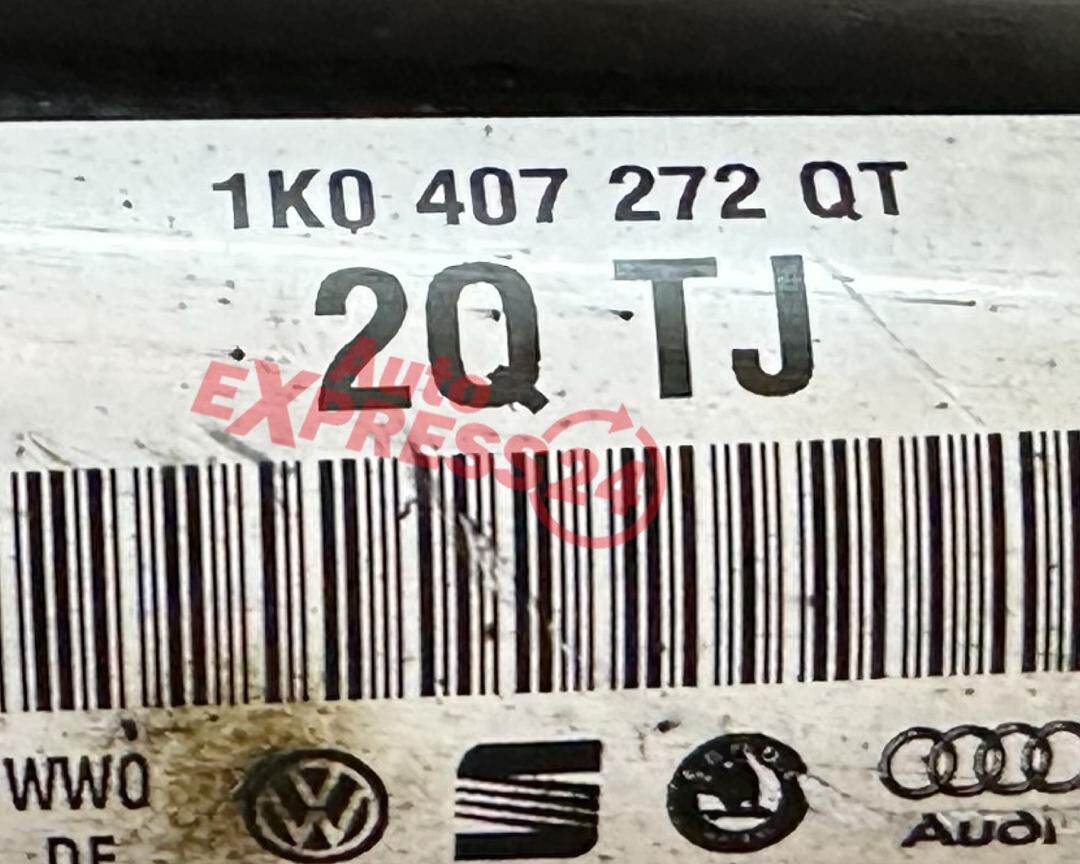 1K0 407 272 QT
2Q TJ
Auto
EXPRESS24
WWO
DE
Audi